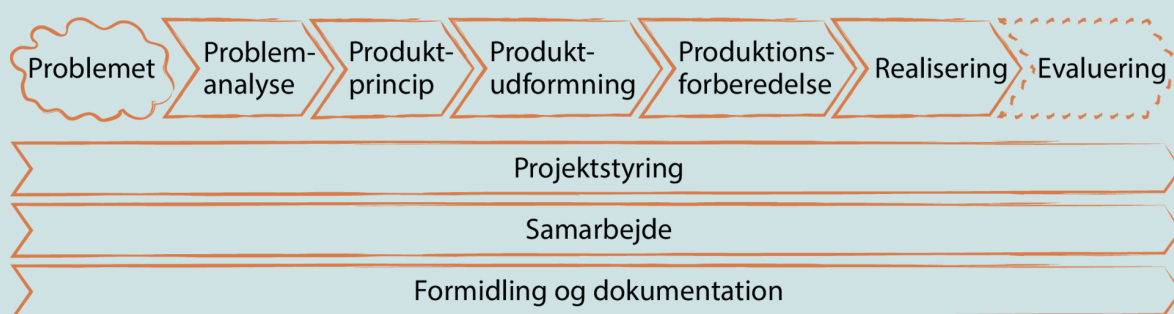 Problemet
Problem-
analyse
Produkt-
princip
Produkt-
udformning
Produktions-
forberedelse
Realisering
Evaluering
Projektstyring
Samarbejde
Formidling og dokumentation